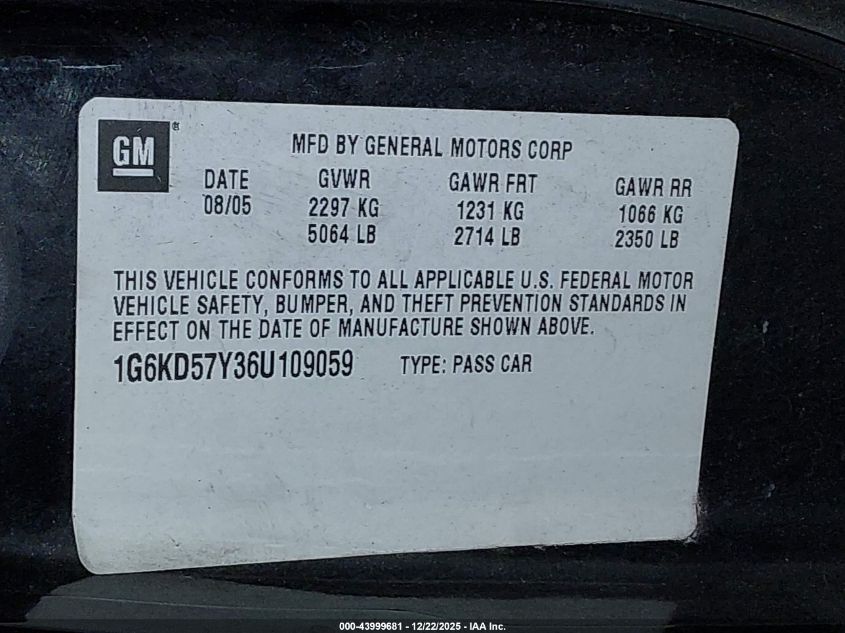 GM®
MFD BY GENERAL MOTORS CORP
DATE GVWR GAWR FRT GAWR RR
08/05 2297 KG 1231 KG 1066 KG
5064 LB 2714 LB 2350 LB
THIS VEHICLE CONFORMS TO ALL APPLICABLE U.S. FEDERAL MOTOR
VEHICLE SAFETY, BUMPER, AND THEFT PREVENTION STANDARDS IN
EFFECT ON THE DATE OF MANUFACTURE SHOWN ABOVE.
1G6KD57Y36U109059 TYPE: PASS CAR
000-43999681 - 12/22/2025 - IAA Inc.